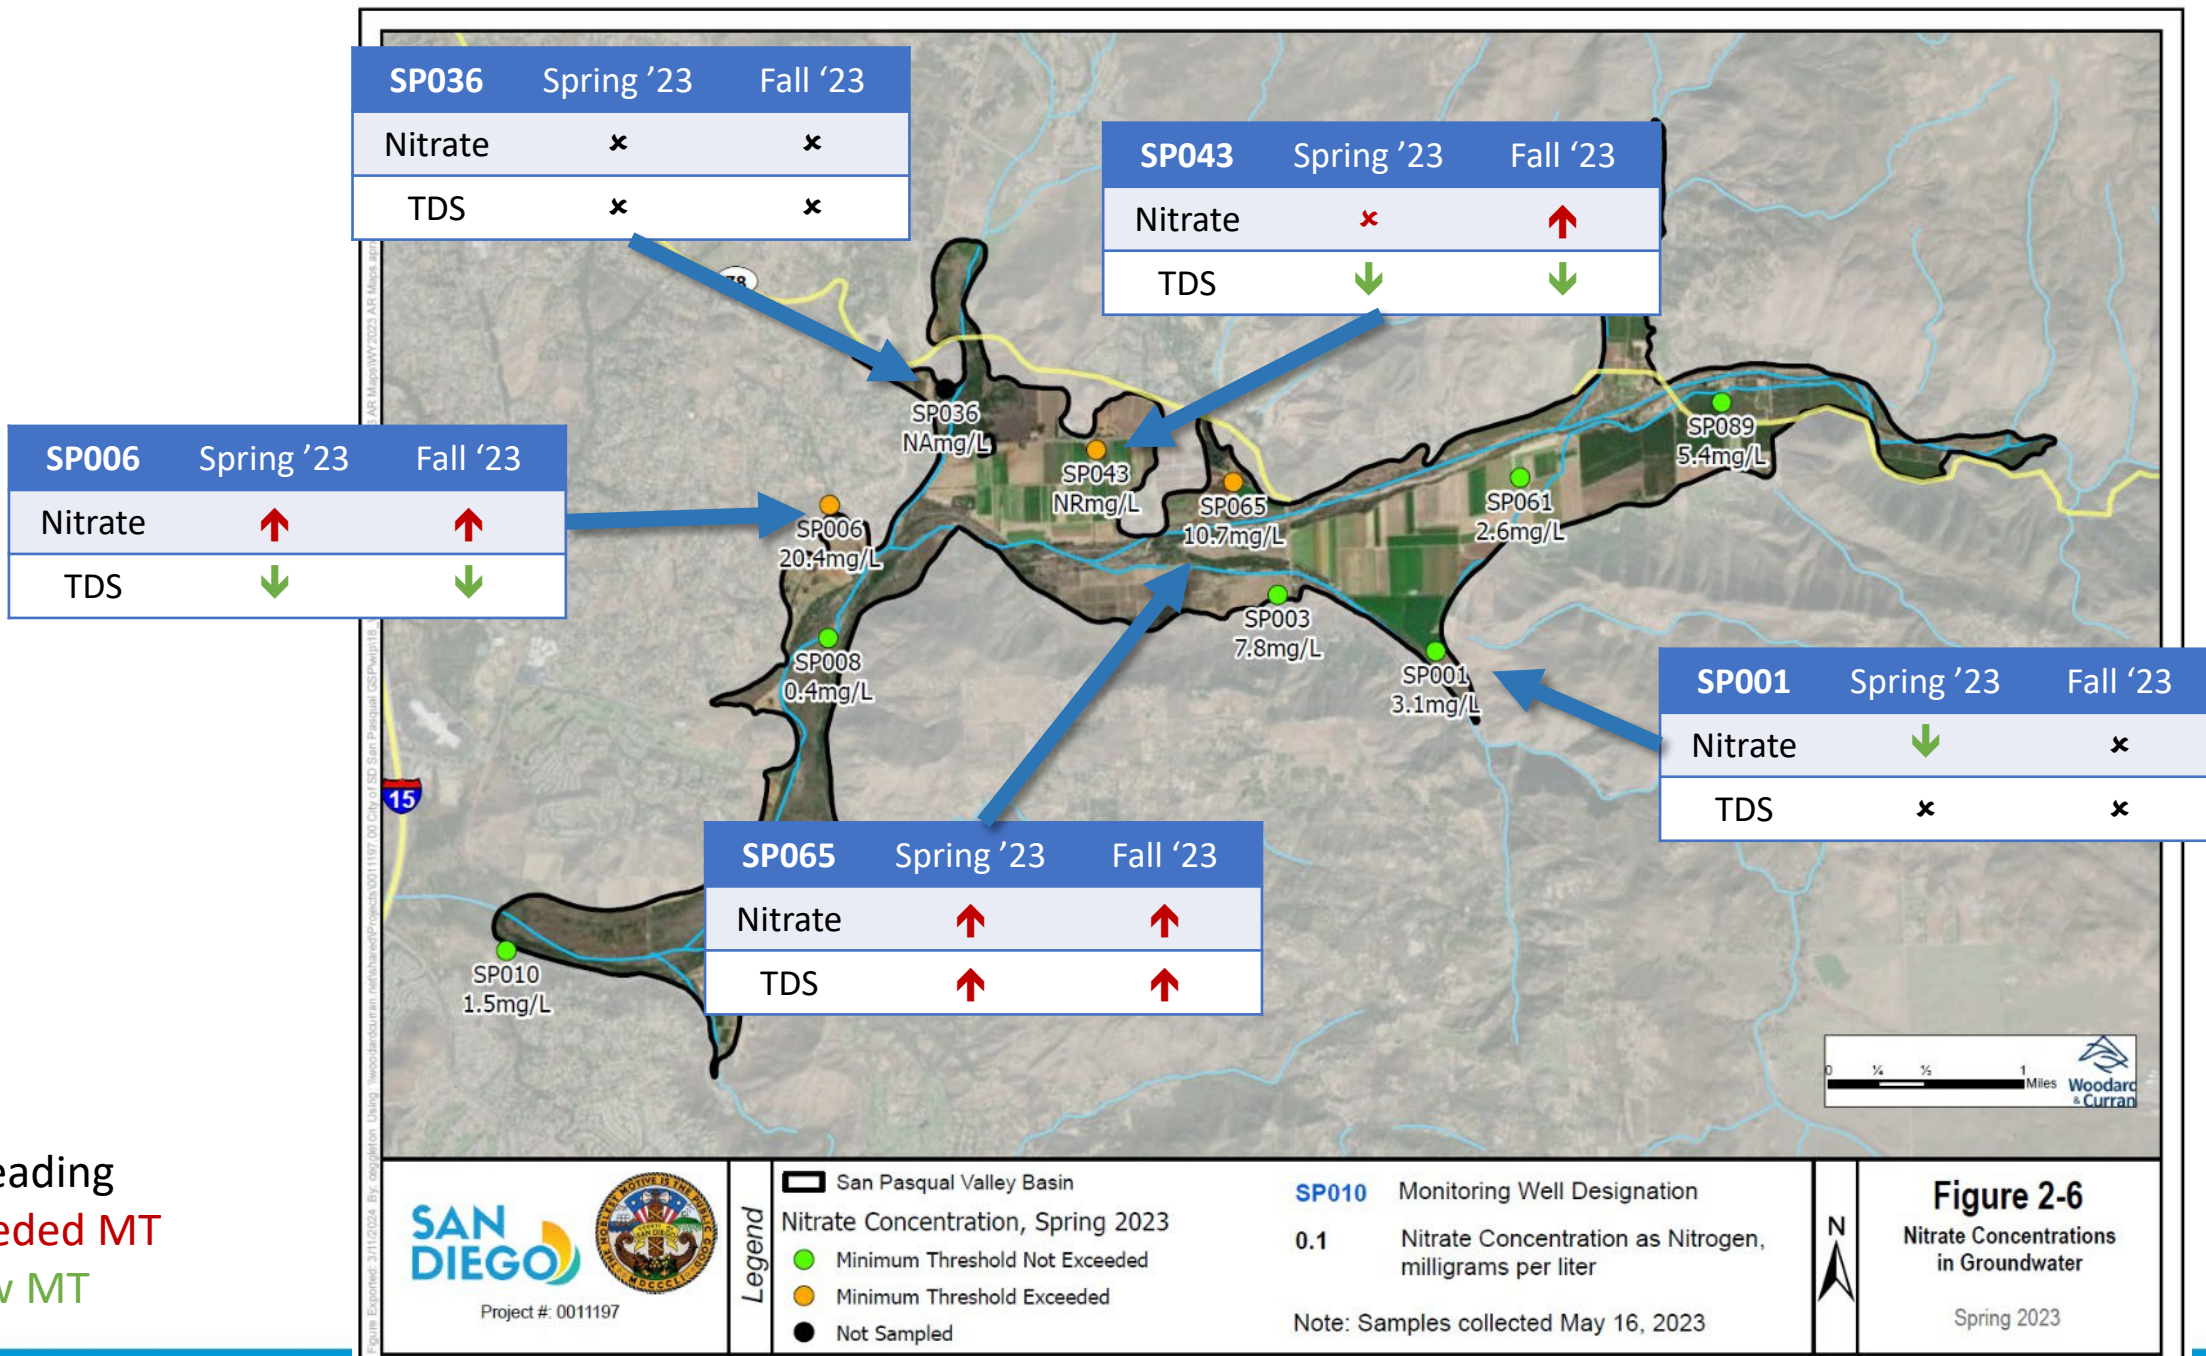 SP036 Spring '23 Fall '23
Nitrate × ×
TDS × ×
SP043 Spring '23 Fall '23
Nitrate × ↑
TDS ↓ ↓
78
SP036
NAmg/L
SP006 Spring '23 Fall '23
Nitrate ↑ ↑
TDS ↓ ↓
SP006
20.4mg/L
SP043
NRmg/L
SP065
10.7mg/L
SP061
2.6mg/L
SP089
5.4mg/L
SP008
0.4mg/L
SP003
7.8mg/L
SP001
3.1mg/L
SP001 Spring '23 Fall '23
Nitrate ↓ ×
TDS × ×
15
SP065 Spring '23 Fall '23
Nitrate ↑ ↑
TDS ↑ ↑
SP010
1.5mg/L
0 ¼ ½ 1
Miles
Woodard
& Curran
eading
eded MT
MT
SAN
DIEGO
Project #: 0011197
Legend
San Pasqual Valley Basin
Nitrate Concentration, Spring 2023
Minimum Threshold Not Exceeded
Minimum Threshold Exceeded
Not Sampled
SP010 Monitoring Well Designation
0.1 Nitrate Concentration as Nitrogen,
milligrams per liter
Note: Samples collected May 16, 2023
N
Figure 2-6
Nitrate Concentrations
in Groundwater
Spring 2023